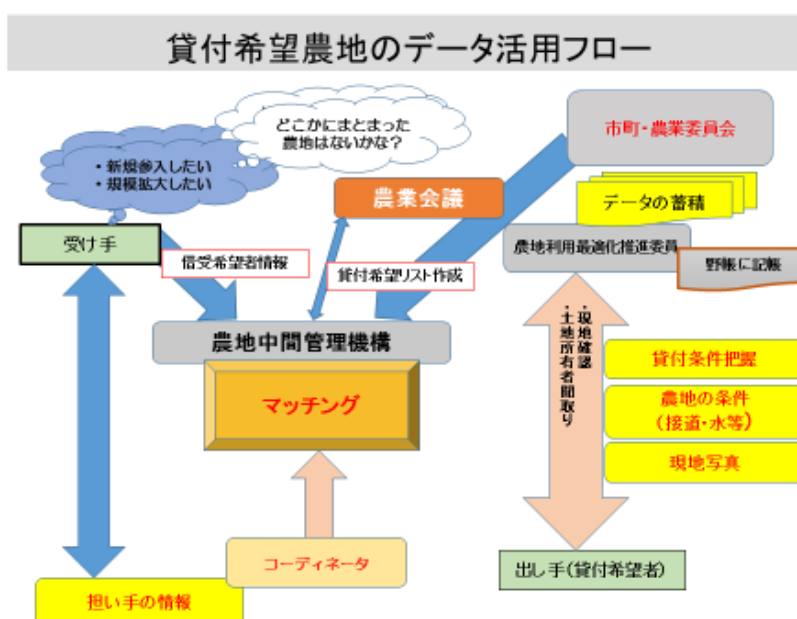 貸付希望農地のデータ活用フロー
どこかにまとまった
農地はないかな？
・新規参入したい
・規模拡大したい
市町・農業委員会
農業会議
データの蓄積
受け手
借受希望者情報
貸付希望リスト作成
農地利用最適化推進委員
野帳に記帳
農地中間管理機構
マッチング
・現地確認
・土地所有者聞取り
貸付条件把握
農地の条件
(接道・水等)
現地写真
コーディネータ
出し手(貸付希望者)
担い手の情報